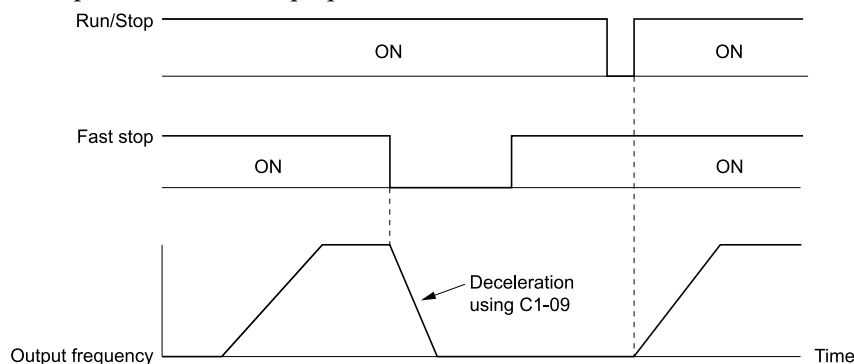 Run/Stop
ON
ON
Fast stop
ON
ON
Deceleration
using C1-09
Output frequency
Time